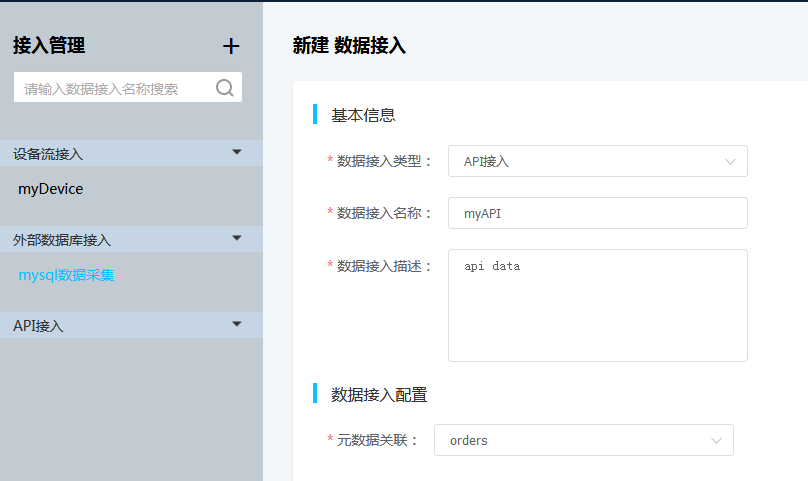 接入管理
请输入数据接入名称搜索
设备流接入
myDevice
外部数据库接入
mysql数据采集
API接入
新建 数据接入
基本信息
* 数据接入类型： API接入
* 数据接入名称： myAPI
* 数据接入描述： api data
数据接入配置
* 元数据关联： orders